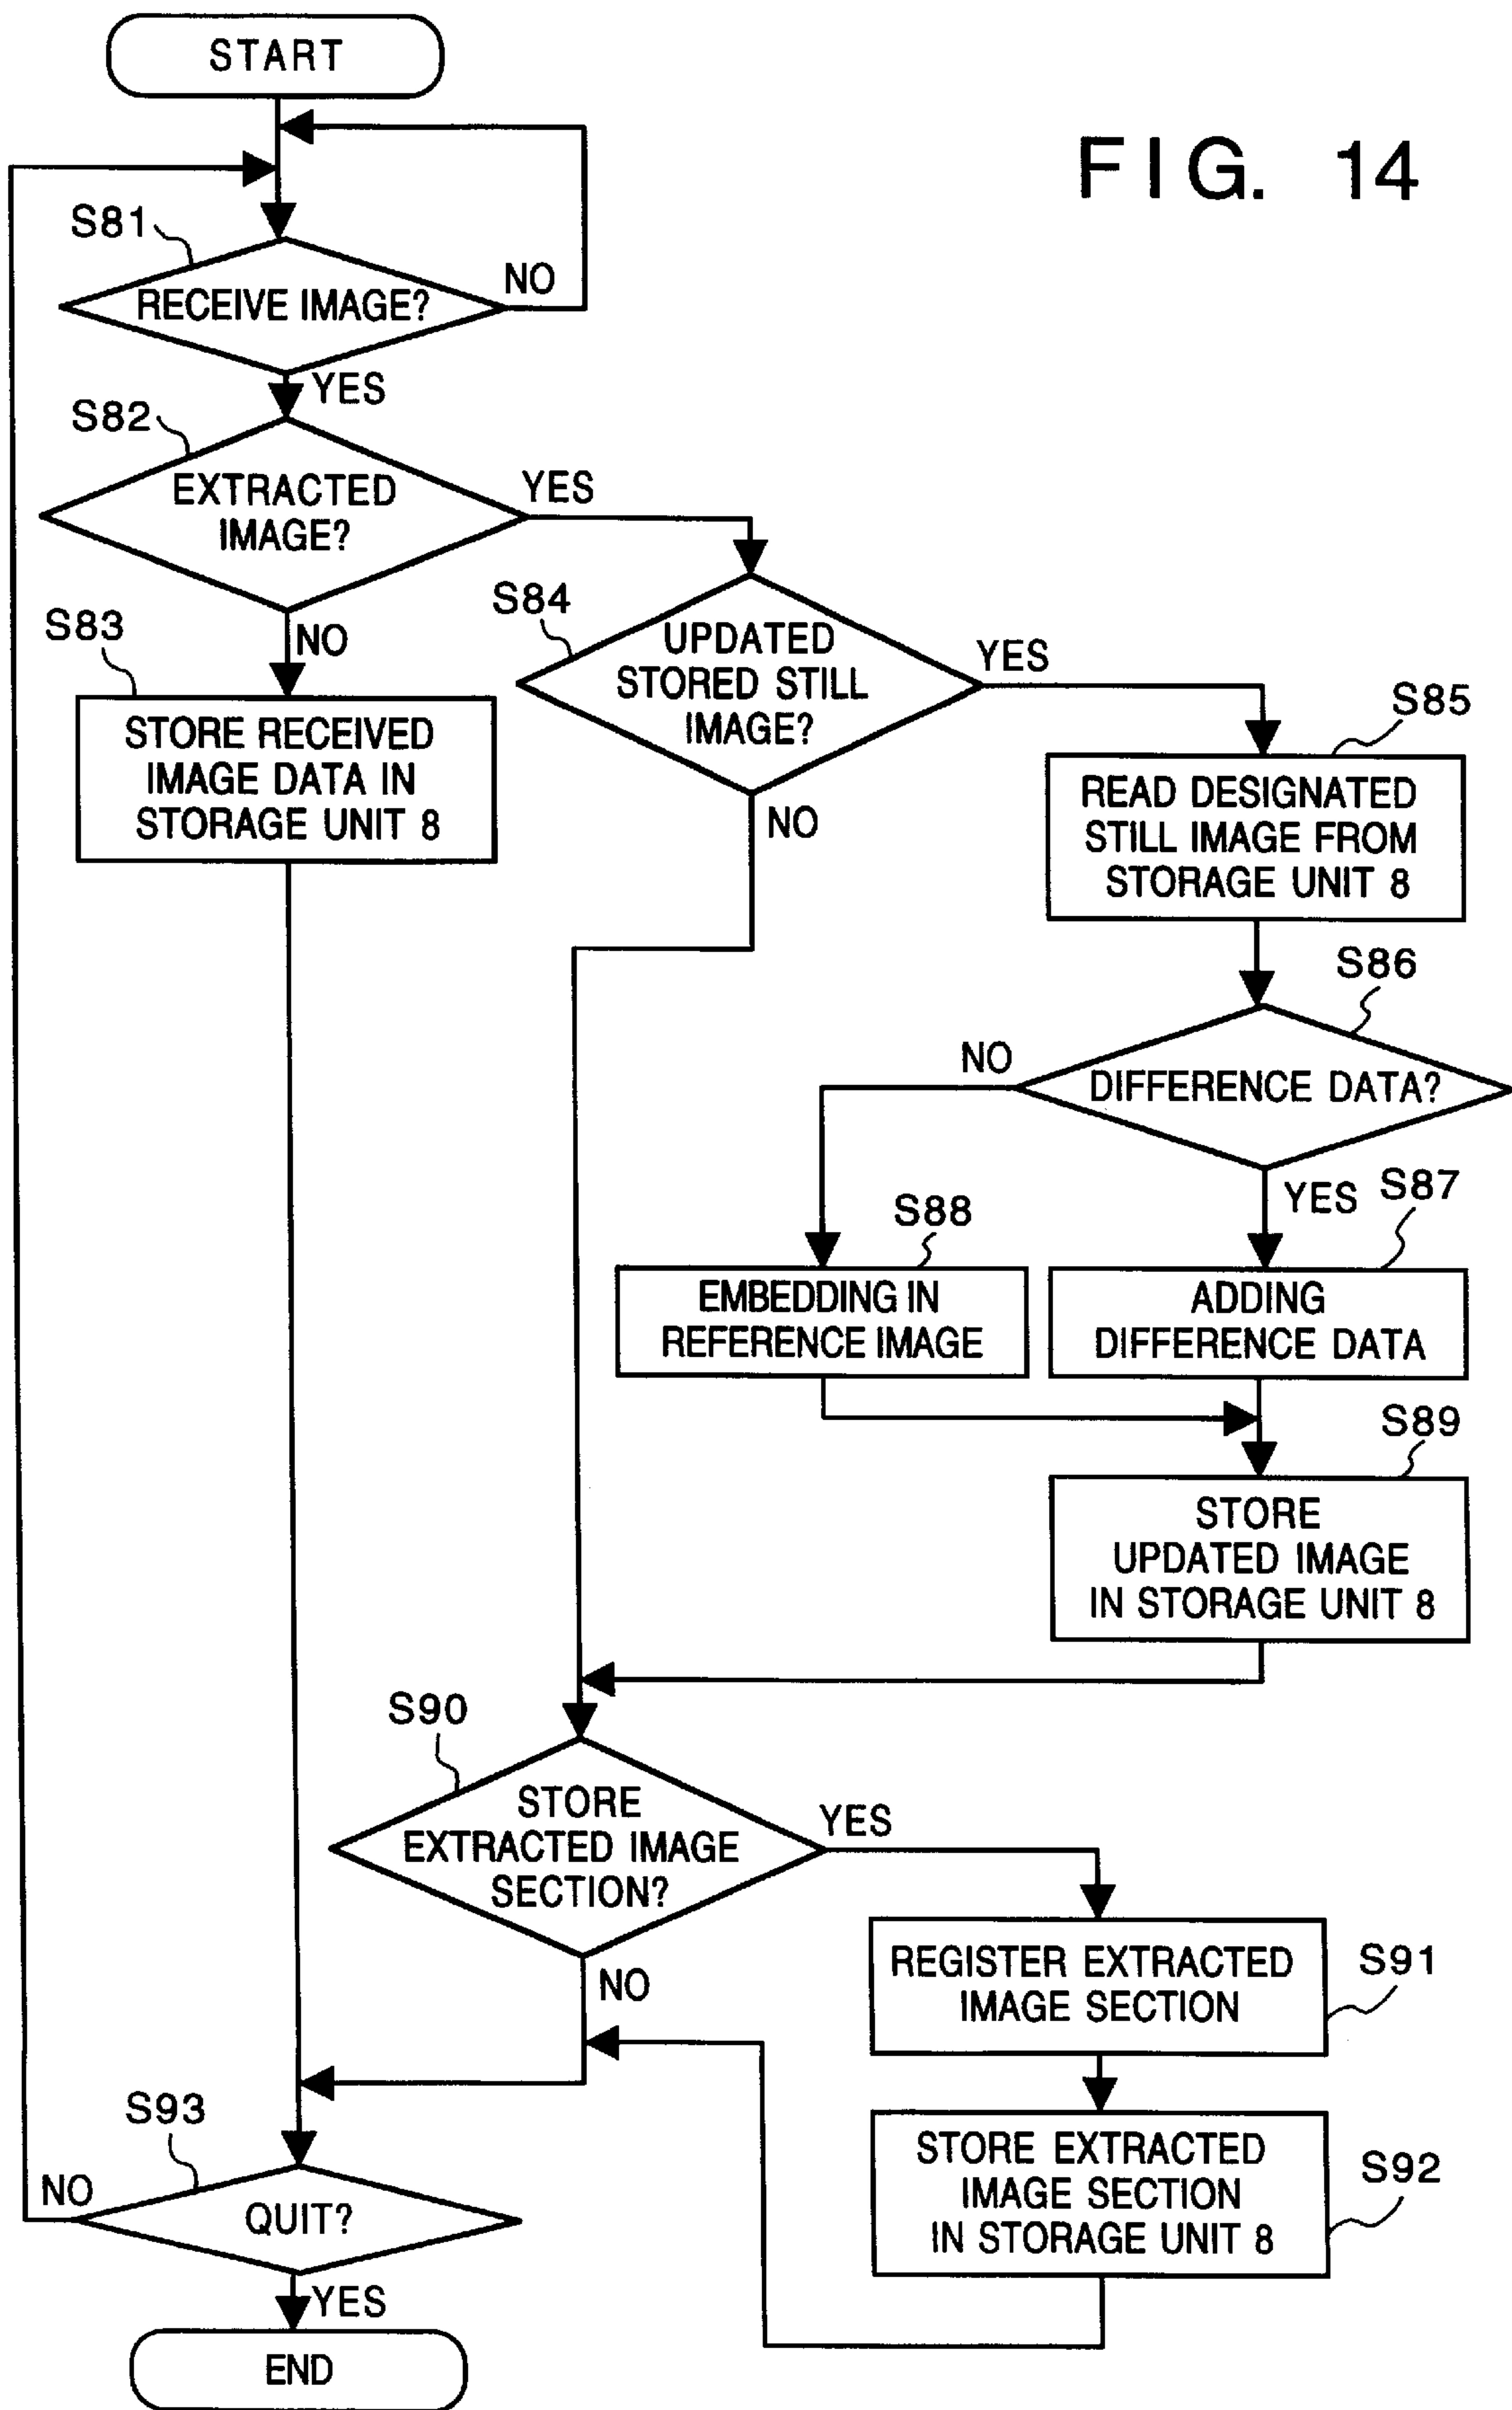 START
FIG. 14
S81
RECEIVE IMAGE?
NO
YES
S82
EXTRACTED
IMAGE?
YES
NO
S83
STORE RECEIVED
IMAGE DATA IN
STORAGE UNIT 8
S84
UPDATED
STORED STILL
IMAGE?
YES
NO
S85
READ DESIGNATED
STILL IMAGE FROM
STORAGE UNIT 8
S86
DIFFERENCE DATA?
NO
YES
S87
ADDING
DIFFERENCE DATA
S88
EMBEDDING IN
REFERENCE IMAGE
S89
STORE
UPDATED IMAGE
IN STORAGE UNIT 8
S90
STORE
EXTRACTED IMAGE
SECTION?
YES
NO
S91
REGISTER EXTRACTED
IMAGE SECTION
S92
STORE EXTRACTED
IMAGE SECTION
IN STORAGE UNIT 8
S93
QUIT?
NO
YES
END